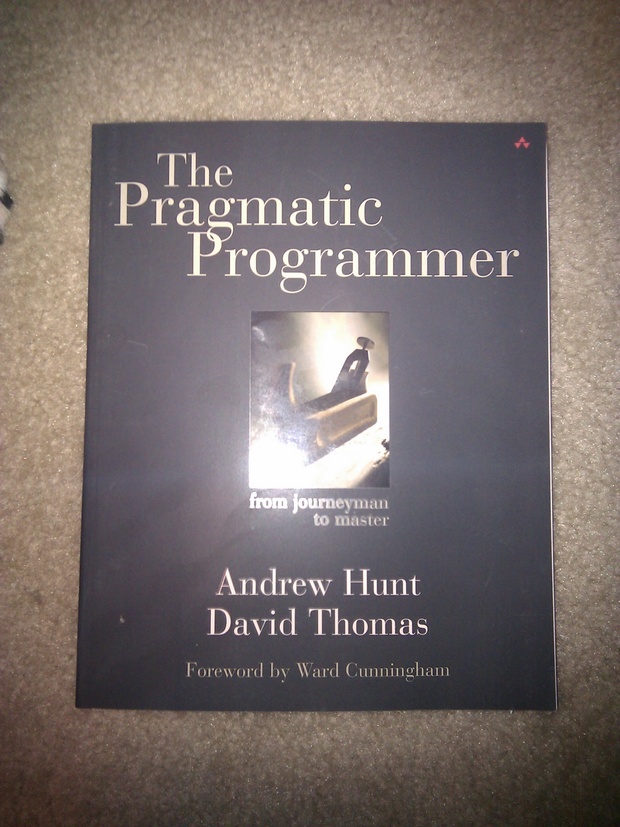 The
Pragmatic
Programmer
from journeyman
to master
Andrew Hunt
David Thomas
Foreword by Ward Cunningham